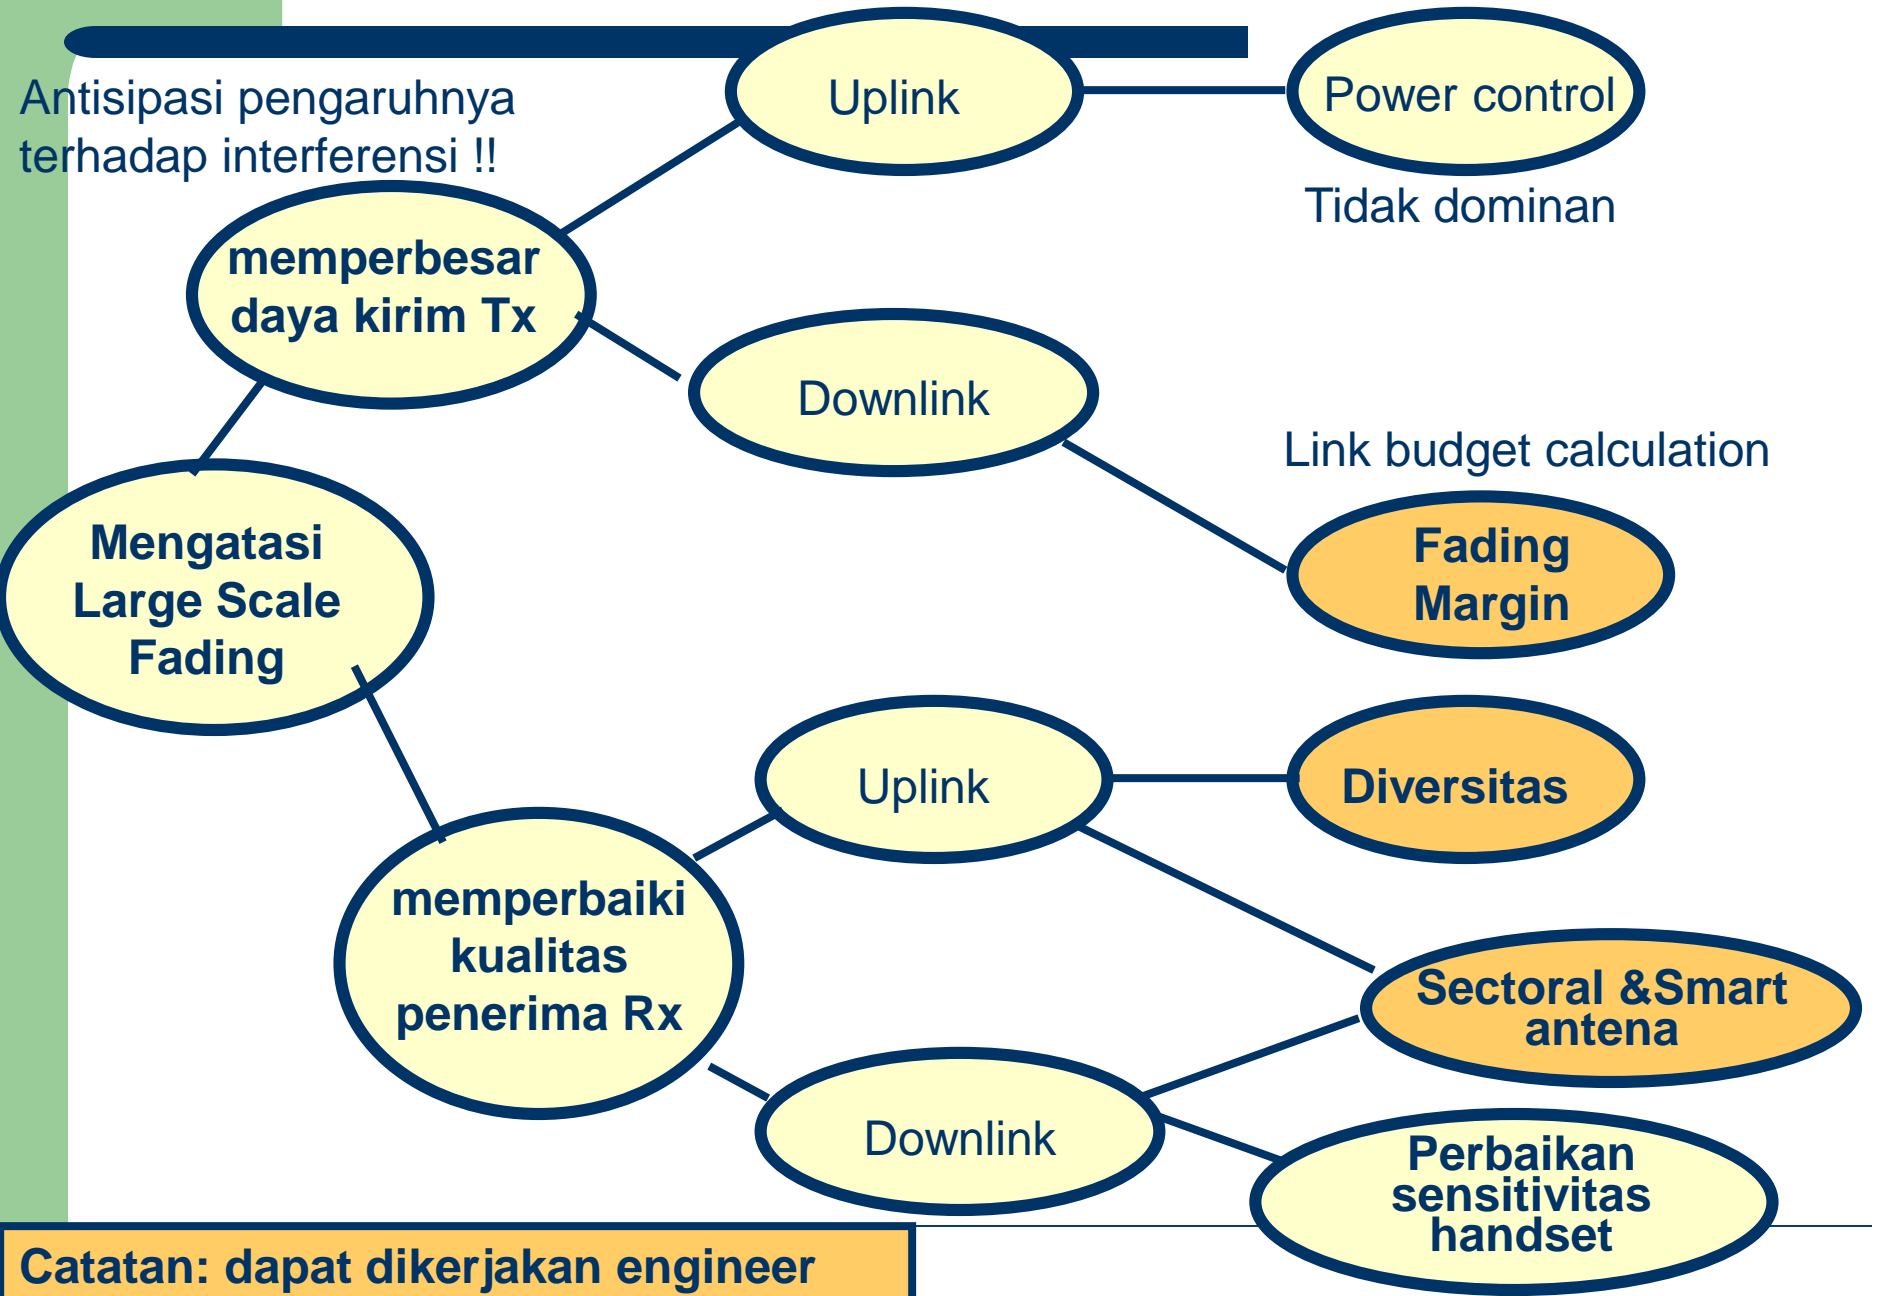 Antisipasi pengaruhnya
terhadap interferensi !!
Uplink
Power control
Tidak dominan
memperbesar
daya kirim Tx
Downlink
Link budget calculation
Fading
Margin
Mengatasi
Large Scale
Fading
Uplink
Diversitas
memperbaiki
kualitas
penerima Rx
Sectoral &Smart
antena
Downlink
Perbaikan
sensitivitas
handset
Catatan: dapat dikerjakan engineer